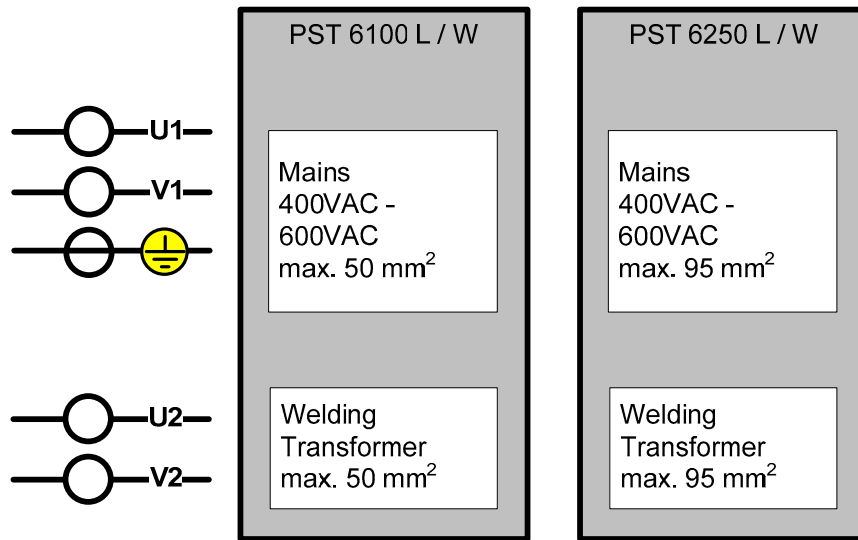 PST 6100 L / W
PST 6250 L / W
U1
V1
Mains
400VAC -
600VAC
max. 50 mm²
Mains
400VAC -
600VAC
max. 95 mm²
U2
V2
Welding
Transformer
max. 50 mm²
Welding
Transformer
max. 95 mm²